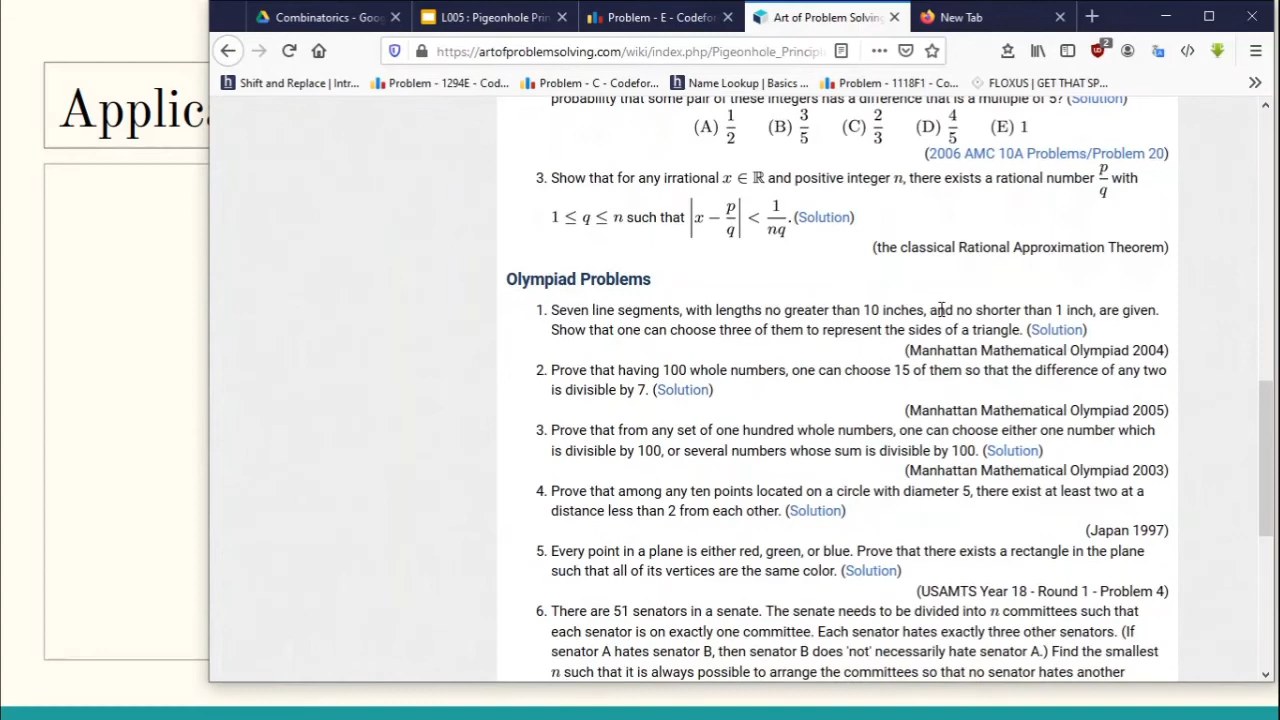 Combinatorics - Goo
L005 : Pigeonhole Prin
Problem - E - Codefor
Art of Problem Solving
New Tab
https://artofproblemsolving.com/wiki/index.php/Pigeonhole_Principl
2
Shift and Replace | Intr...
Problem - 1294E - Cod...
Problem - C - Codefor...
Name Lookup | Basics ...
Problem - 1118F1 - Co...
FLOXUS | GET THAT SP...
Applica
probability that some pair of these integers has a difference that is a multiple of 5? (Solution)
(A) 1/2 (B) 3/5 (C) 2/3 (D) 4/5 (E) 1
(2006 AMC 10A Problems/Problem 20)
3. Show that for any irrational x ∈ ℝ and positive integer n, there exists a rational number p/q with
1 ≤ q ≤ n such that |x − p/q| < 1/nq. (Solution)
(the classical Rational Approximation Theorem)
Olympiad Problems
1. Seven line segments, with lengths no greater than 10 inches, and no shorter than 1 inch, are given.
Show that one can choose three of them to represent the sides of a triangle. (Solution)
(Manhattan Mathematical Olympiad 2004)
2. Prove that having 100 whole numbers, one can choose 15 of them so that the difference of any two
is divisible by 7. (Solution)
(Manhattan Mathematical Olympiad 2005)
3. Prove that from any set of one hundred whole numbers, one can choose either one number which
is divisible by 100, or several numbers whose sum is divisible by 100. (Solution)
(Manhattan Mathematical Olympiad 2003)
4. Prove that among any ten points located on a circle with diameter 5, there exist at least two at a
distance less than 2 from each other. (Solution)
(Japan 1997)
5. Every point in a plane is either red, green, or blue. Prove that there exists a rectangle in the plane
such that all of its vertices are the same color. (Solution)
(USAMTS Year 18 - Round 1 - Problem 4)
6. There are 51 senators in a senate. The senate needs to be divided into n committees such that
each senator is on exactly one committee. Each senator hates exactly three other senators. (If
senator A hates senator B, then senator B does 'not' necessarily hate senator A.) Find the smallest
n such that it is always possible to arrange the committees so that no senator hates another